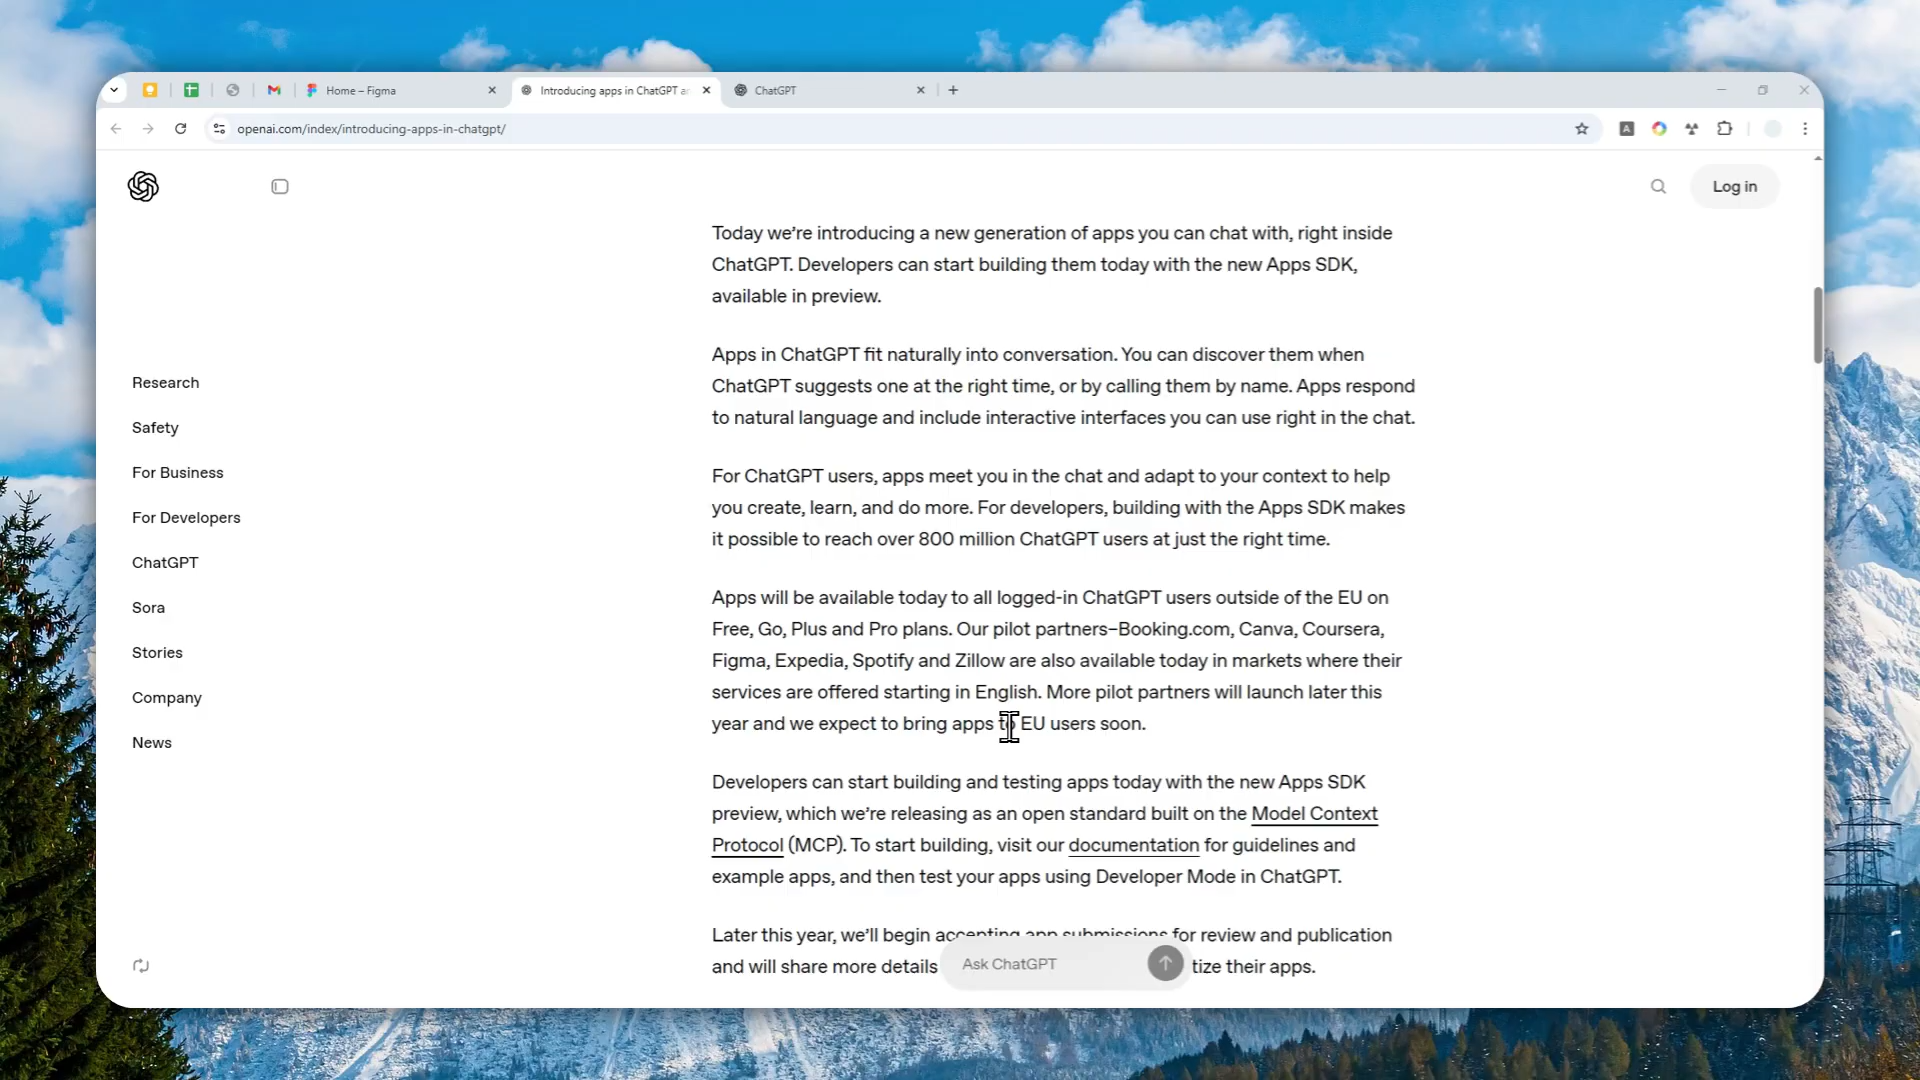 Home – Figma
Introducing apps in ChatGPT
ChatGPT
openai.com/index/introducing-apps-in-chatgpt/
Log in
Research
Safety
For Business
For Developers
ChatGPT
Sora
Stories
Company
News
Today we're introducing a new generation of apps you can chat with, right inside
ChatGPT. Developers can start building them today with the new Apps SDK,
available in preview.
Apps in ChatGPT fit naturally into conversation. You can discover them when
ChatGPT suggests one at the right time, or by calling them by name. Apps respond
to natural language and include interactive interfaces you can use right in the chat.
For ChatGPT users, apps meet you in the chat and adapt to your context to help
you create, learn, and do more. For developers, building with the Apps SDK makes
it possible to reach over 800 million ChatGPT users at just the right time.
Apps will be available today to all logged-in ChatGPT users outside of the EU on
Free, Go, Plus and Pro plans. Our pilot partners–Booking.com, Canva, Coursera,
Figma, Expedia, Spotify and Zillow are also available today in markets where their
services are offered starting in English. More pilot partners will launch later this
year and we expect to bring apps to EU users soon.
Developers can start building and testing apps today with the new Apps SDK
preview, which we're releasing as an open standard built on the Model Context
Protocol (MCP). To start building, visit our documentation for guidelines and
example apps, and then test your apps using Developer Mode in ChatGPT.
Later this year, we'll begin accepting app submissions for review and publication
and will share more details tize their apps.
Ask ChatGPT